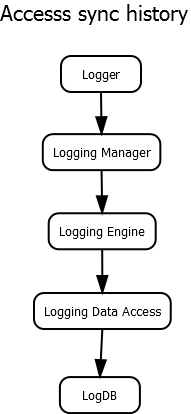 Accesss sync history
Logger
Logging Manager
Logging Engine
Logging Data Access
LogDB